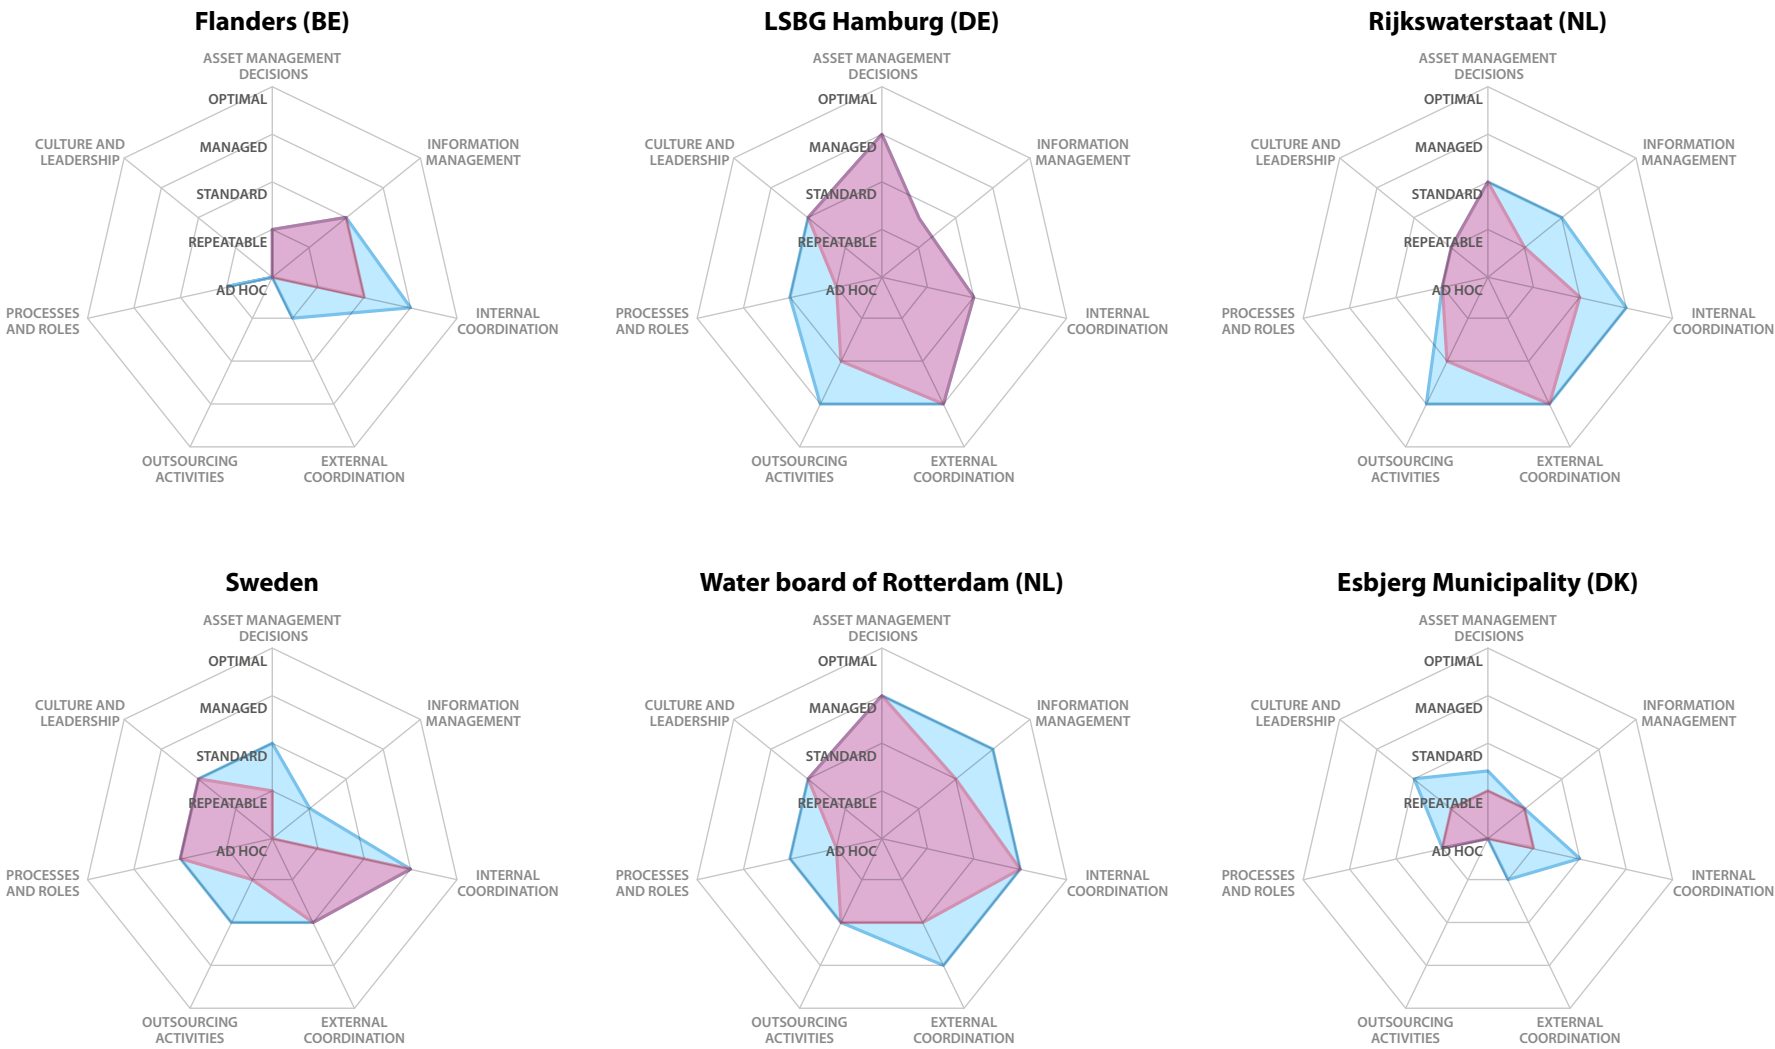 Flanders (BE)
ASSET MANAGEMENT
DECISIONS
OPTIMAL
MANAGED
STANDARD
REPEATABLE
AD HOC
CULTURE AND
LEADERSHIP
INFORMATION
MANAGEMENT
PROCESSES
AND ROLES
INTERNAL
COORDINATION
OUTSOURCING
ACTIVITIES
EXTERNAL
COORDINATION
LSBG Hamburg (DE)
ASSET MANAGEMENT
DECISIONS
OPTIMAL
MANAGED
STANDARD
REPEATABLE
AD HOC
CULTURE AND
LEADERSHIP
INFORMATION
MANAGEMENT
PROCESSES
AND ROLES
INTERNAL
COORDINATION
OUTSOURCING
ACTIVITIES
EXTERNAL
COORDINATION
Rijkswaterstaat (NL)
ASSET MANAGEMENT
DECISIONS
OPTIMAL
MANAGED
STANDARD
REPEATABLE
AD HOC
CULTURE AND
LEADERSHIP
INFORMATION
MANAGEMENT
PROCESSES
AND ROLES
INTERNAL
COORDINATION
OUTSOURCING
ACTIVITIES
EXTERNAL
COORDINATION
Sweden
ASSET MANAGEMENT
DECISIONS
OPTIMAL
MANAGED
STANDARD
REPEATABLE
AD HOC
CULTURE AND
LEADERSHIP
INFORMATION
MANAGEMENT
PROCESSES
AND ROLES
INTERNAL
COORDINATION
OUTSOURCING
ACTIVITIES
EXTERNAL
COORDINATION
Water board of Rotterdam (NL)
ASSET MANAGEMENT
DECISIONS
OPTIMAL
MANAGED
STANDARD
REPEATABLE
AD HOC
CULTURE AND
LEADERSHIP
INFORMATION
MANAGEMENT
PROCESSES
AND ROLES
INTERNAL
COORDINATION
OUTSOURCING
ACTIVITIES
EXTERNAL
COORDINATION
Esbjerg Municipality (DK)
ASSET MANAGEMENT
DECISIONS
OPTIMAL
MANAGED
STANDARD
REPEATABLE
AD HOC
CULTURE AND
LEADERSHIP
INFORMATION
MANAGEMENT
PROCESSES
AND ROLES
INTERNAL
COORDINATION
OUTSOURCING
ACTIVITIES
EXTERNAL
COORDINATION